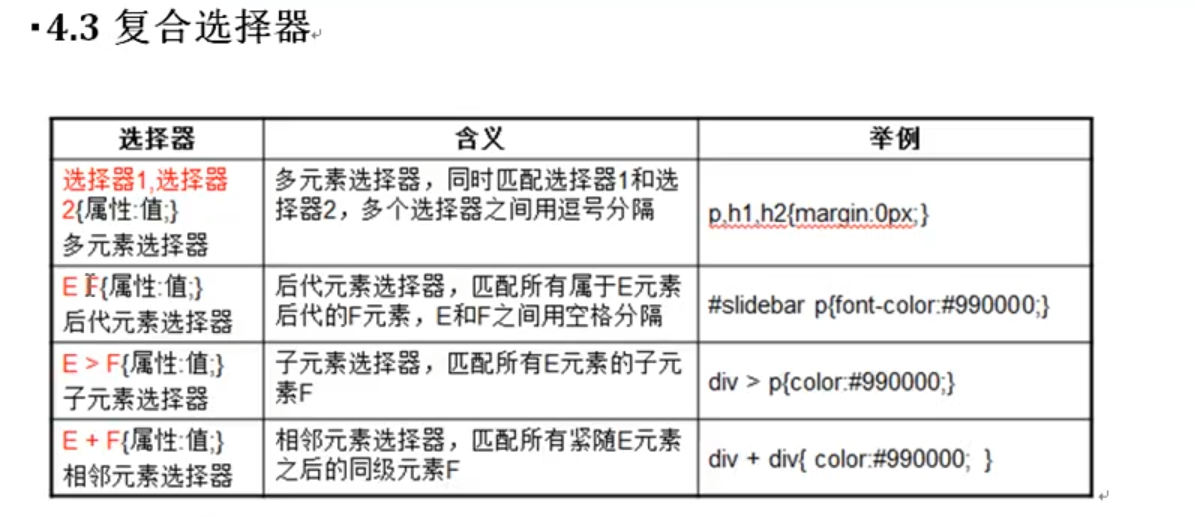 ▪4.3 复合选择器
选择器
含义
举例
选择器1,选择器
2{属性:值;}
多元素选择器
多元素选择器，同时匹配选择器1和选
择器2，多个选择器之间用逗号分隔
p,h1,h2{margin:0px;}
E F{属性:值;}
后代元素选择器
后代元素选择器，匹配所有属于E元素
后代的F元素，E和F之间用空格分隔
#slidebar p{font-color:#990000;}
E > F{属性:值;}
子元素选择器
子元素选择器，匹配所有E元素的子元
素F
div > p{color:#990000;}
E + F{属性:值;}
相邻元素选择器
相邻元素选择器，匹配所有紧随E元素
之后的同级元素F
div + div{ color:#990000; }